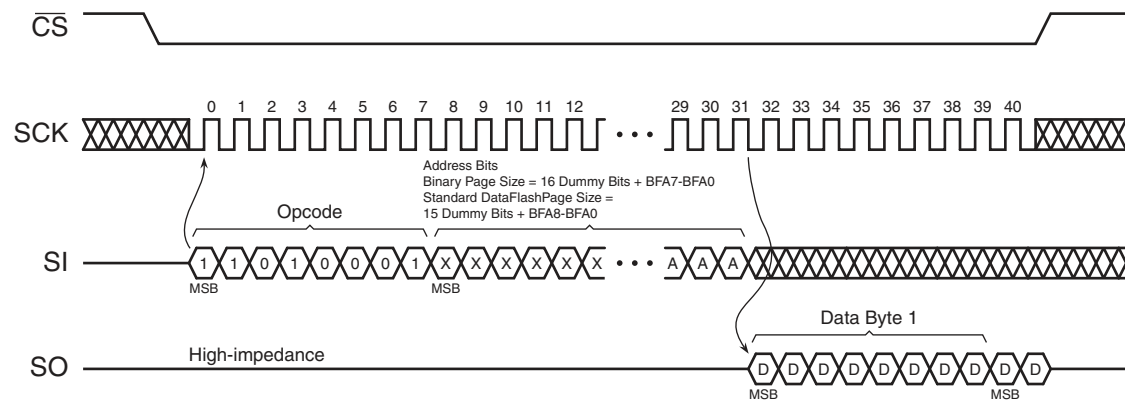 CS
0 1 2 3 4 5 6 7 8 9 10 11 12 29 30 31 32 33 34 35 36 37 38 39 40
SCK
Address Bits
Binary Page Size = 16 Dummy Bits + BFA7-BFA0
Standard DataFlashPage Size =
15 Dummy Bits + BFA8-BFA0
Opcode
SI 1 1 0 1 0 0 0 1 X X X X X X • • • A A A
MSB MSB
Data Byte 1
High-impedance
SO D D D D D D D D D D
MSB MSB